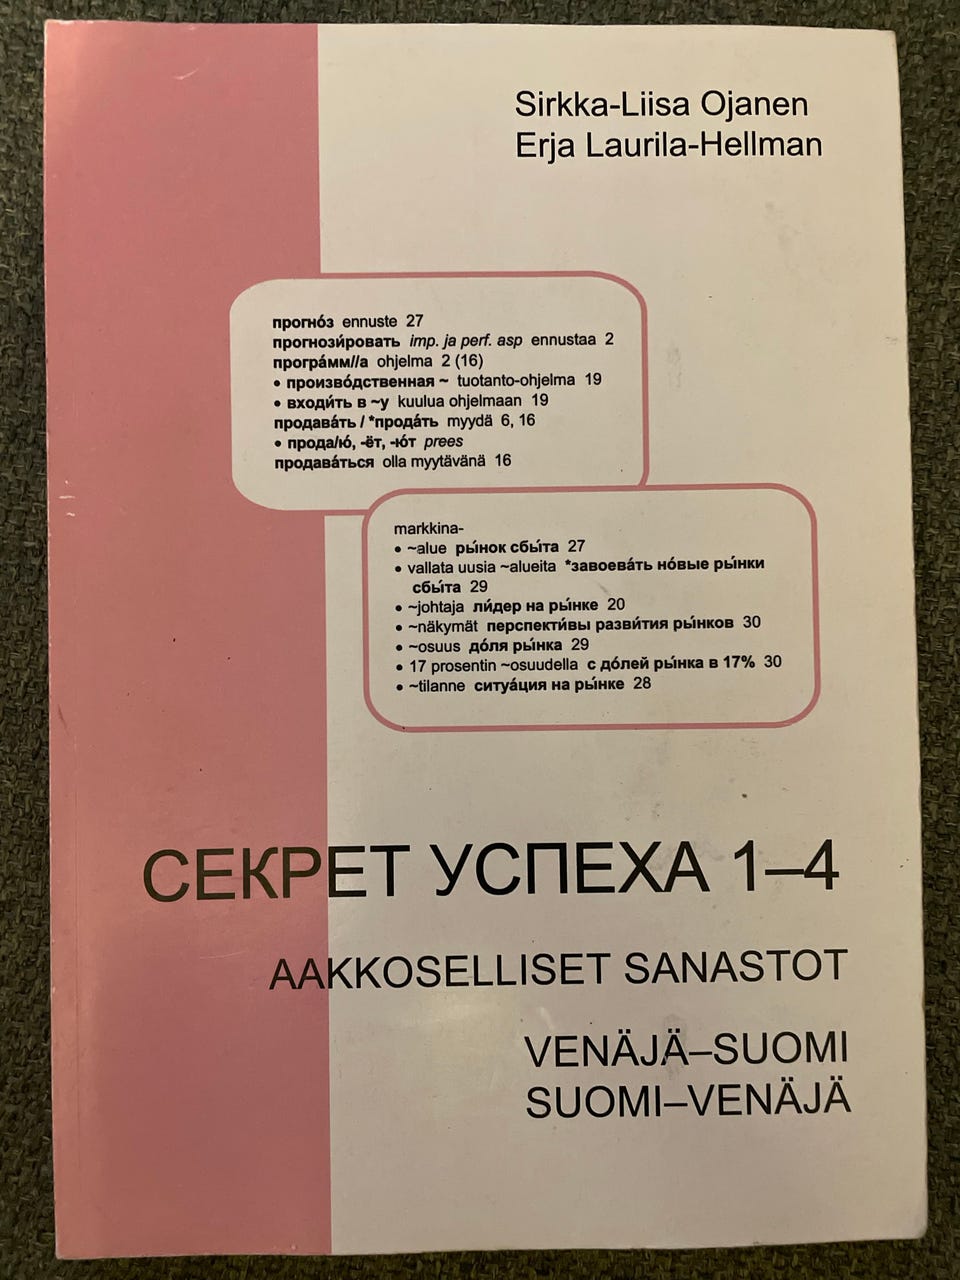 Sirkka-Liisa Ojanen
Erja Laurila-Hellman
прогно́з ennuste 27
прогнози́ровать imp. ja perf. asp ennustaa 2
програ́мм//а ohjelma 2 (16)
• произво́дственная ~ tuotanto-ohjelma 19
• входи́ть в ~у kuulua ohjelmaan 19
продава́ть / *прода́ть myydä 6, 16
• прода/ю́, -ёт, -ю́т prees
продава́ться olla myytävänä 16
markkina-
• ~alue ры́нок сбы́та 27
• vallata uusia ~alueita *завоева́ть но́вые ры́нки
сбы́та 29
• ~johtaja ли́дер на ры́нке 20
• ~näkymät перспекти́вы разви́тия ры́нков 30
• ~osuus до́ля ры́нка 29
• 17 prosentin ~osuudella с до́лей ры́нка в 17% 30
• ~tilanne ситуа́ция на ры́нке 28
СЕКРЕТ УСПЕХА 1–4
AAKKOSELLISET SANASTOT
VENÄJÄ–SUOMI
SUOMI–VENÄJÄ